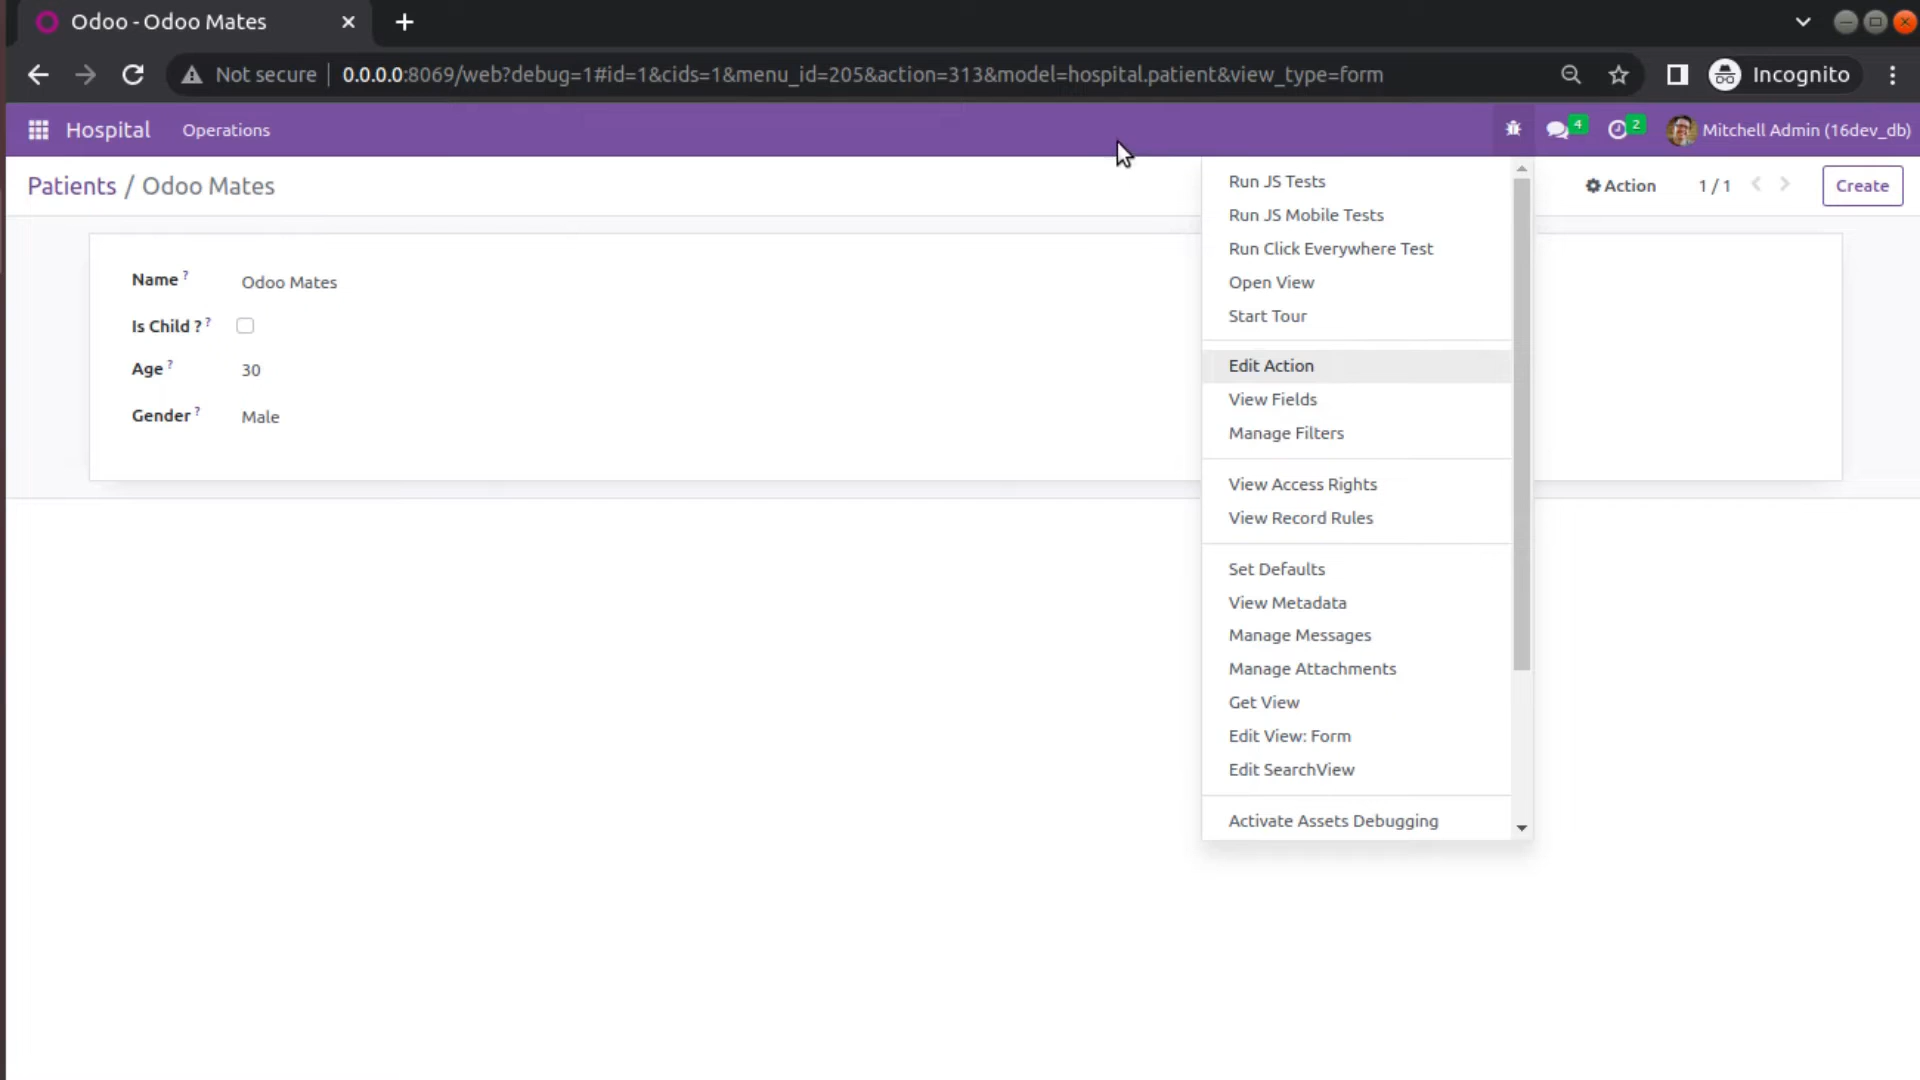 Odoo - Odoo Mates
Not secure 0.0.0.0:8069/web?debug=1#id=1&cids=1&menu_id=205&action=313&model=hospital.patient&view_type=form Incognito
Hospital Operations 4 2 Mitchell Admin (16dev_db)
Patients / Odoo Mates Action 1 / 1 Create
Name ? Odoo Mates
Is Child ? ?
Age ? 30
Gender ? Male
Run JS Tests
Run JS Mobile Tests
Run Click Everywhere Test
Open View
Start Tour
Edit Action
View Fields
Manage Filters
View Access Rights
View Record Rules
Set Defaults
View Metadata
Manage Messages
Manage Attachments
Get View
Edit View: Form
Edit SearchView
Activate Assets Debugging